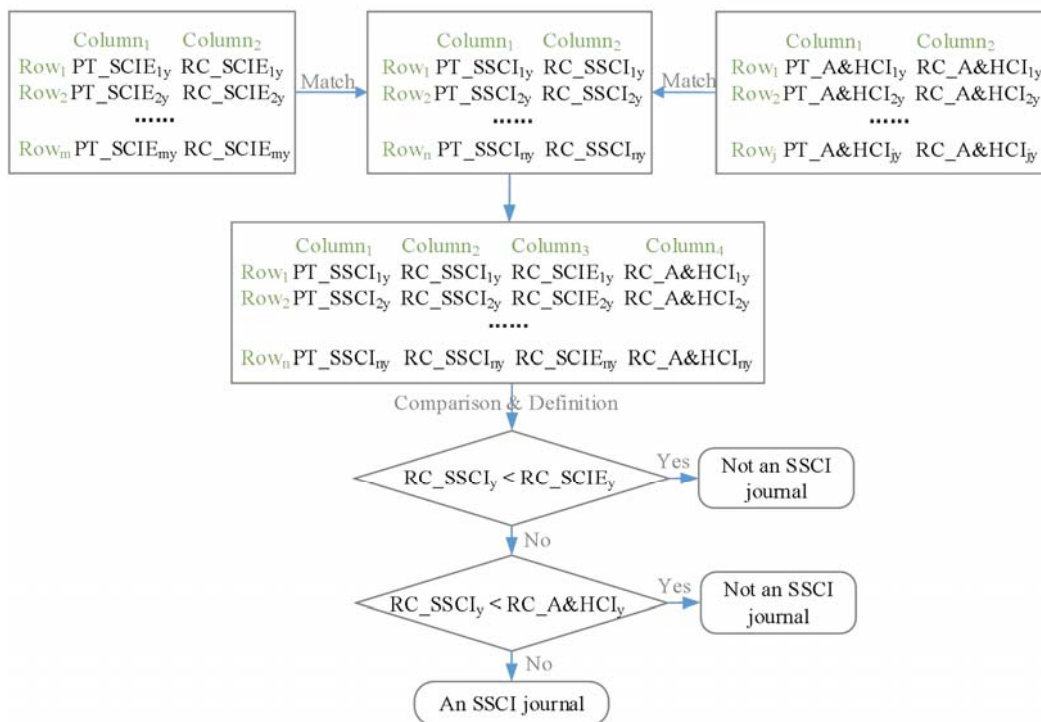 Column₁ Column₂
Row₁ PT_SCIE₁y RC_SCIE₁y
Row₂ PT_SCIE₂y RC_SCIE₂y
......
Rowm PT_SCIEmy RC_SCIEmy
Match
Column₁ Column₂
Row₁ PT_SSCI₁y RC_SSCI₁y
Row₂ PT_SSCI₂y RC_SSCI₂y
......
Rown PT_SSCIny RC_SSCIny
Match
Column₁ Column₂
Row₁ PT_A&HCI₁y RC_A&HCI₁y
Row₂ PT_A&HCI₂y RC_A&HCI₂y
......
Rowj PT_A&HCIjy RC_A&HCIjy
Column₁ Column₂ Column₃ Column₄
Row₁ PT_SSCI₁y RC_SSCI₁y RC_SCIE₁y RC_A&HCI₁y
Row₂ PT_SSCI₂y RC_SSCI₂y RC_SCIE₂y RC_A&HCI₂y
......
Rown PT_SSCIny RC_SSCIny RC_SCIEny RC_A&HCIny
Comparison & Definition
RC_SSCIy < RC_SCIEy
Yes
Not an SSCI
journal
No
RC_SSCIy < RC_A&HCIy
Yes
Not an SSCI
journal
No
An SSCI journal